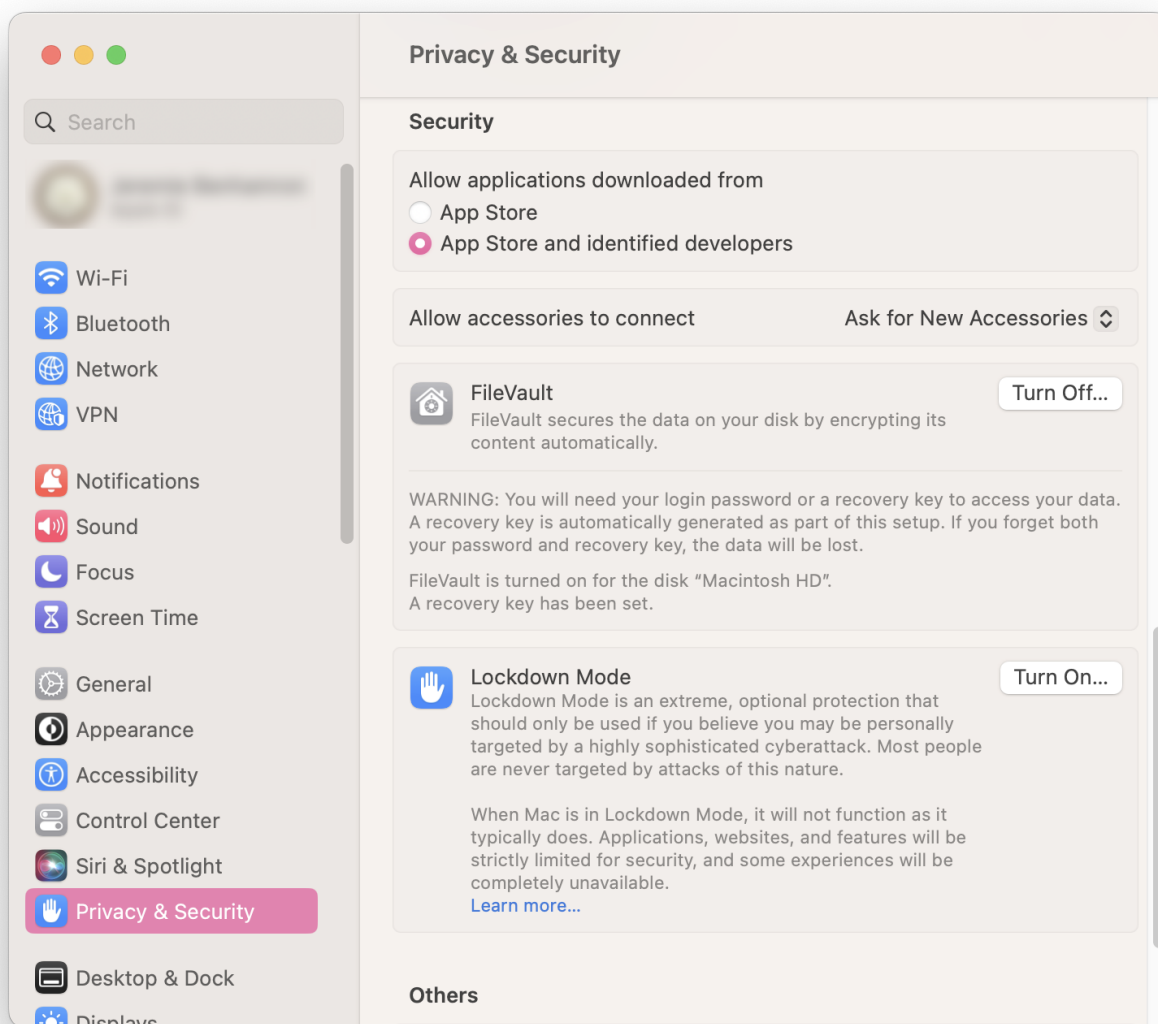 Privacy & Security
Search
Wi-Fi
Bluetooth
Network
VPN
Notifications
Sound
Focus
Screen Time
General
Appearance
Accessibility
Control Center
Siri & Spotlight
Privacy & Security
Desktop & Dock
Displays
Security
Allow applications downloaded from
App Store
App Store and identified developers
Allow accessories to connect
Ask for New Accessories
FileVault
Turn Off...
FileVault secures the data on your disk by encrypting its
content automatically.
WARNING: You will need your login password or a recovery key to access your data.
A recovery key is automatically generated as part of this setup. If you forget both
your password and recovery key, the data will be lost.
FileVault is turned on for the disk “Macintosh HD”.
A recovery key has been set.
Lockdown Mode
Turn On...
Lockdown Mode is an extreme, optional protection that
should only be used if you believe you may be personally
targeted by a highly sophisticated cyberattack. Most people
are never targeted by attacks of this nature.
When Mac is in Lockdown Mode, it will not function as it
typically does. Applications, websites, and features will be
strictly limited for security, and some experiences will be
completely unavailable.
Learn more...
Others